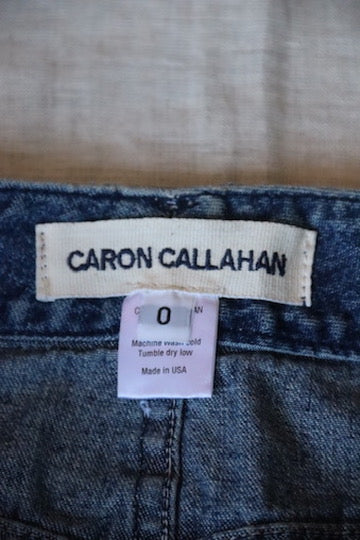 CARON CALLAHAN
0
Machine Wash Cold
Tumble dry low
Made in USA